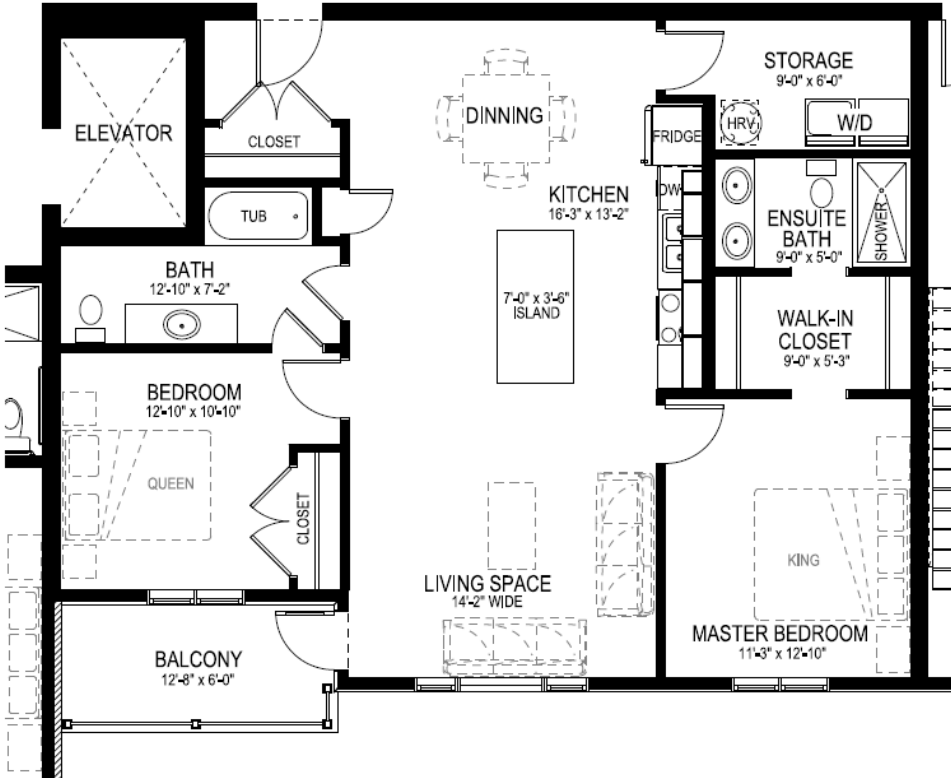 ELEVATOR
CLOSET
DINNING
STORAGE
9'-0" x 6'-0"
HRV
W/D
FRIDGE
DW
KITCHEN
16'-3" x 13'-2"
TUB
ENSUITE
BATH
9'-0" x 5'-0"
SHOWER
BATH
12'-10" x 7'-2"
7'-0" x 3'-6"
ISLAND
WALK-IN
CLOSET
9'-0" x 5'-3"
BEDROOM
12'-10" x 10'-10"
QUEEN
CLOSET
LIVING SPACE
14'-2" WIDE
KING
MASTER BEDROOM
11'-3" x 12'-10"
BALCONY
12'-8" x 6'-0"